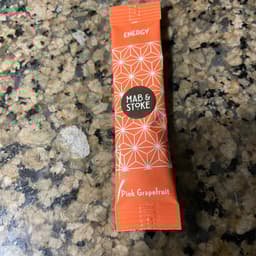 ENERGY
MAB &
STOKE
Pink Grapefruit